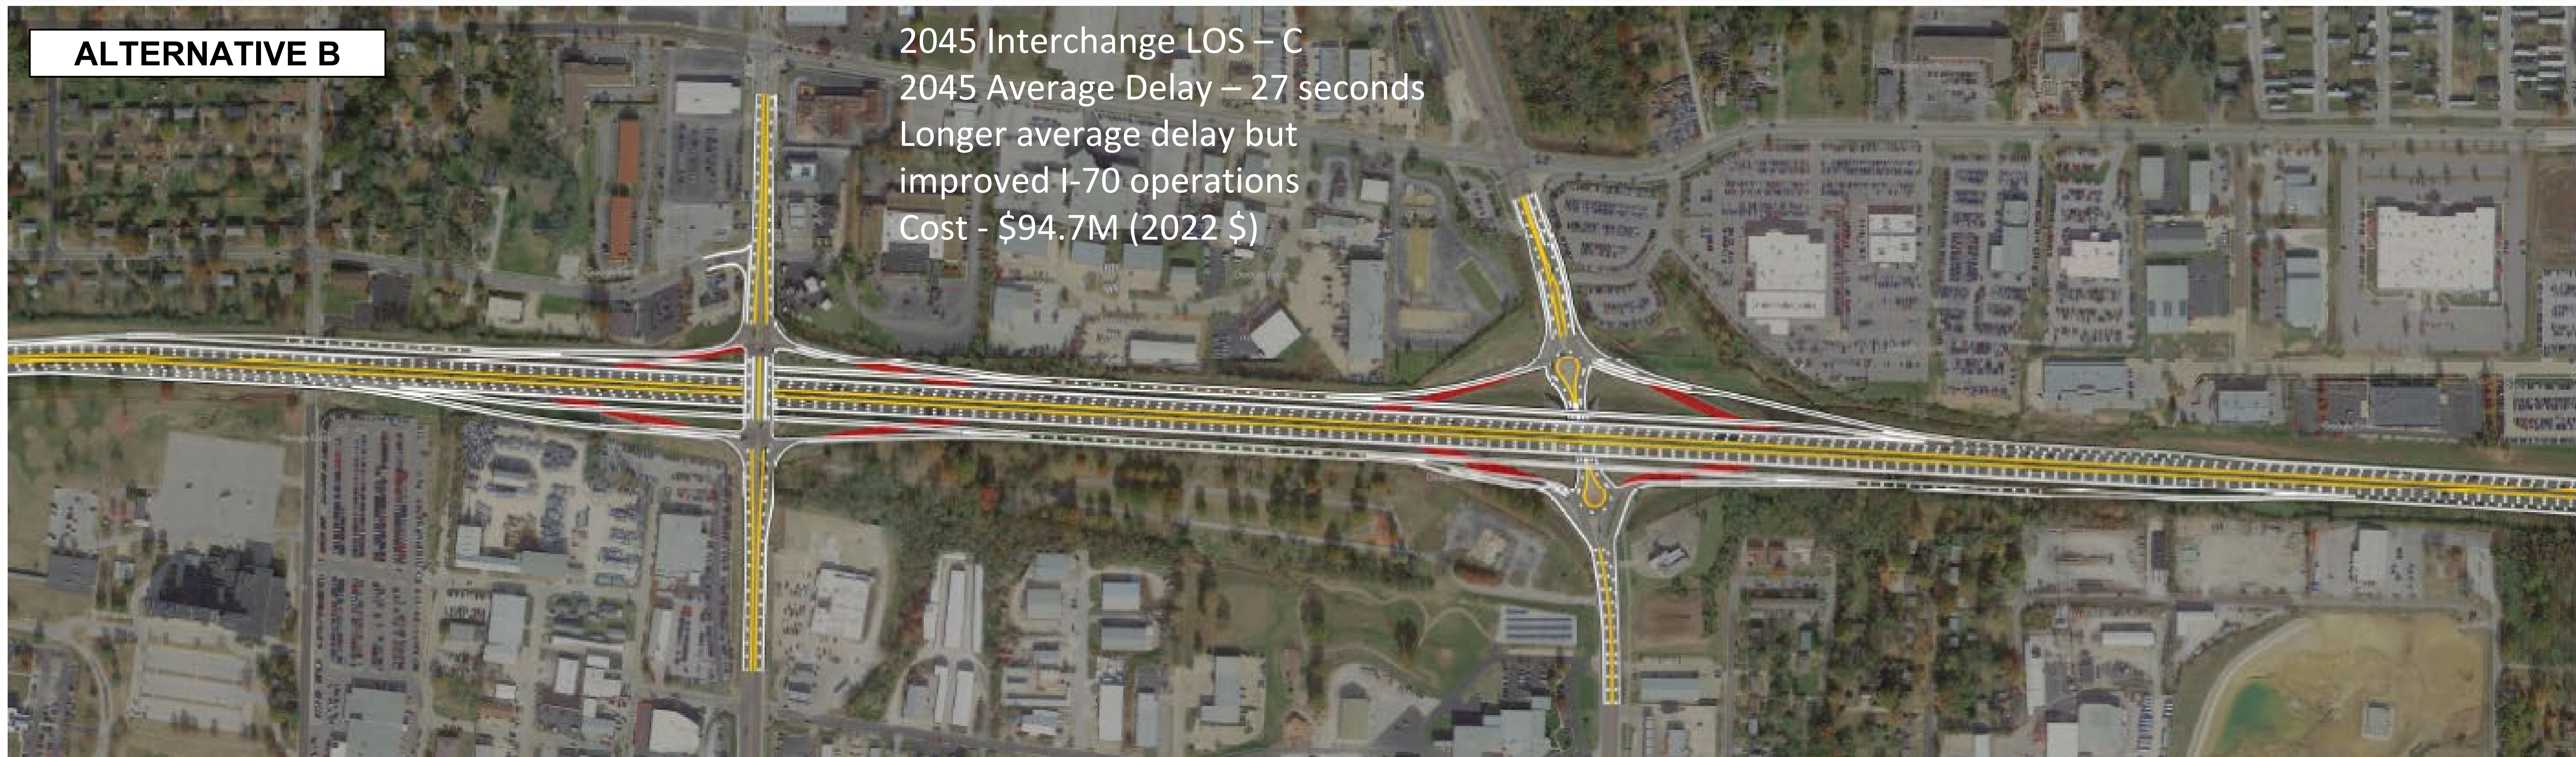 ALTERNATIVE B
2045 Interchange LOS – C
2045 Average Delay – 27 seconds
Longer average delay but
improved I-70 operations
Cost - $94.7M (2022 $)